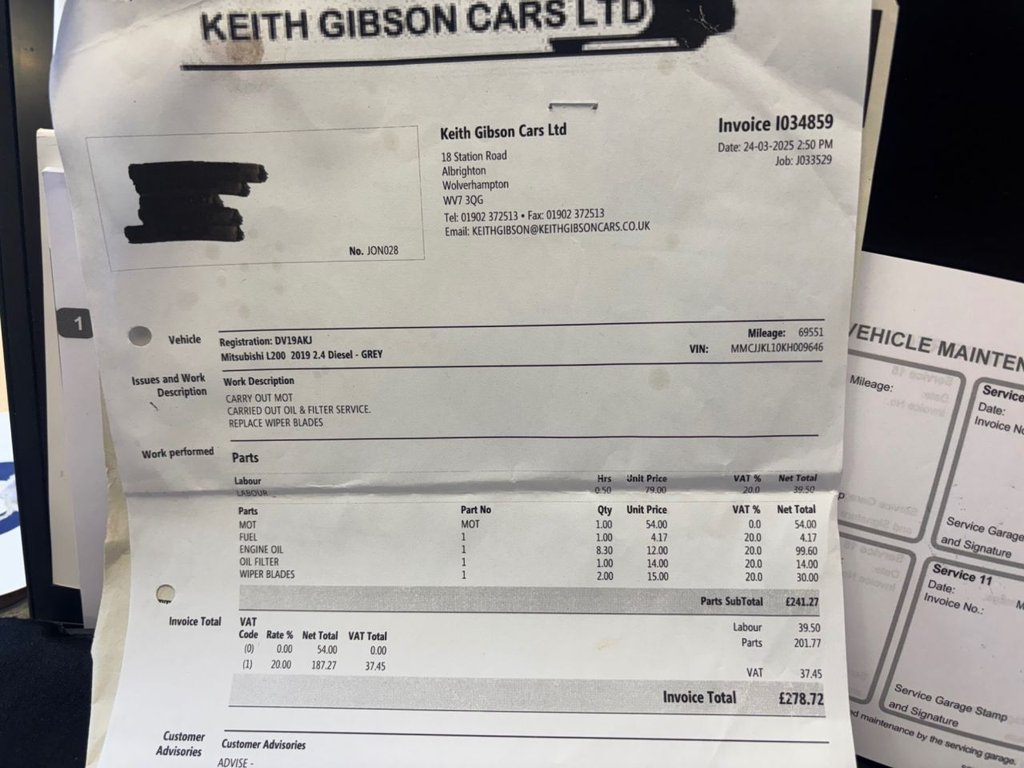 KEITH GIBSON CARS LTD
Keith Gibson Cars Ltd
18 Station Road
Albrighton
Wolverhampton
WV7 3QG
Tel: 01902 372513 • Fax: 01902 372513
Email: KEITHGIBSON@KEITHGIBSONCARS.CO.UK
Invoice I034859
Date: 24-03-2025 2:50 PM
Job: J033529
No. JON028
1
Vehicle
Registration: DV19AKJ
Mitsubishi L200 2019 2.4 Diesel - GREY
Mileage: 69551
VIN: MMCJJKL10KH009646
Issues and Work
Description
Work Description
CARRY OUT MOT
CARRIED OUT OIL & FILTER SERVICE.
REPLACE WIPER BLADES
Work performed
Parts
Labour Hrs Unit Price VAT % Net Total
LABOUR 0.50 79.00 20.0 39.50
Parts Part No Qty Unit Price VAT % Net Total
MOT MOT 1.00 54.00 0.0 54.00
FUEL 1 1.00 4.17 20.0 4.17
ENGINE OIL 1 8.30 12.00 20.0 99.60
OIL FILTER 1 1.00 14.00 20.0 14.00
WIPER BLADES 1 2.00 15.00 20.0 30.00
Parts SubTotal £241.27
Invoice Total
VAT
Code Rate % Net Total VAT Total
(0) 0.00 54.00 0.00
(1) 20.00 187.27 37.45
Labour 39.50
Parts 201.77
VAT 37.45
Invoice Total £278.72
Customer
Advisories
Customer Advisories
ADVISE -
VEHICLE MAINTEN
Mileage:
Service
Date:
Invoice No
Service Garage
and Signature
Service 11
Date:
Invoice No.:
Service Garage Stamp
and Signature
maintenance by the servicing garage.